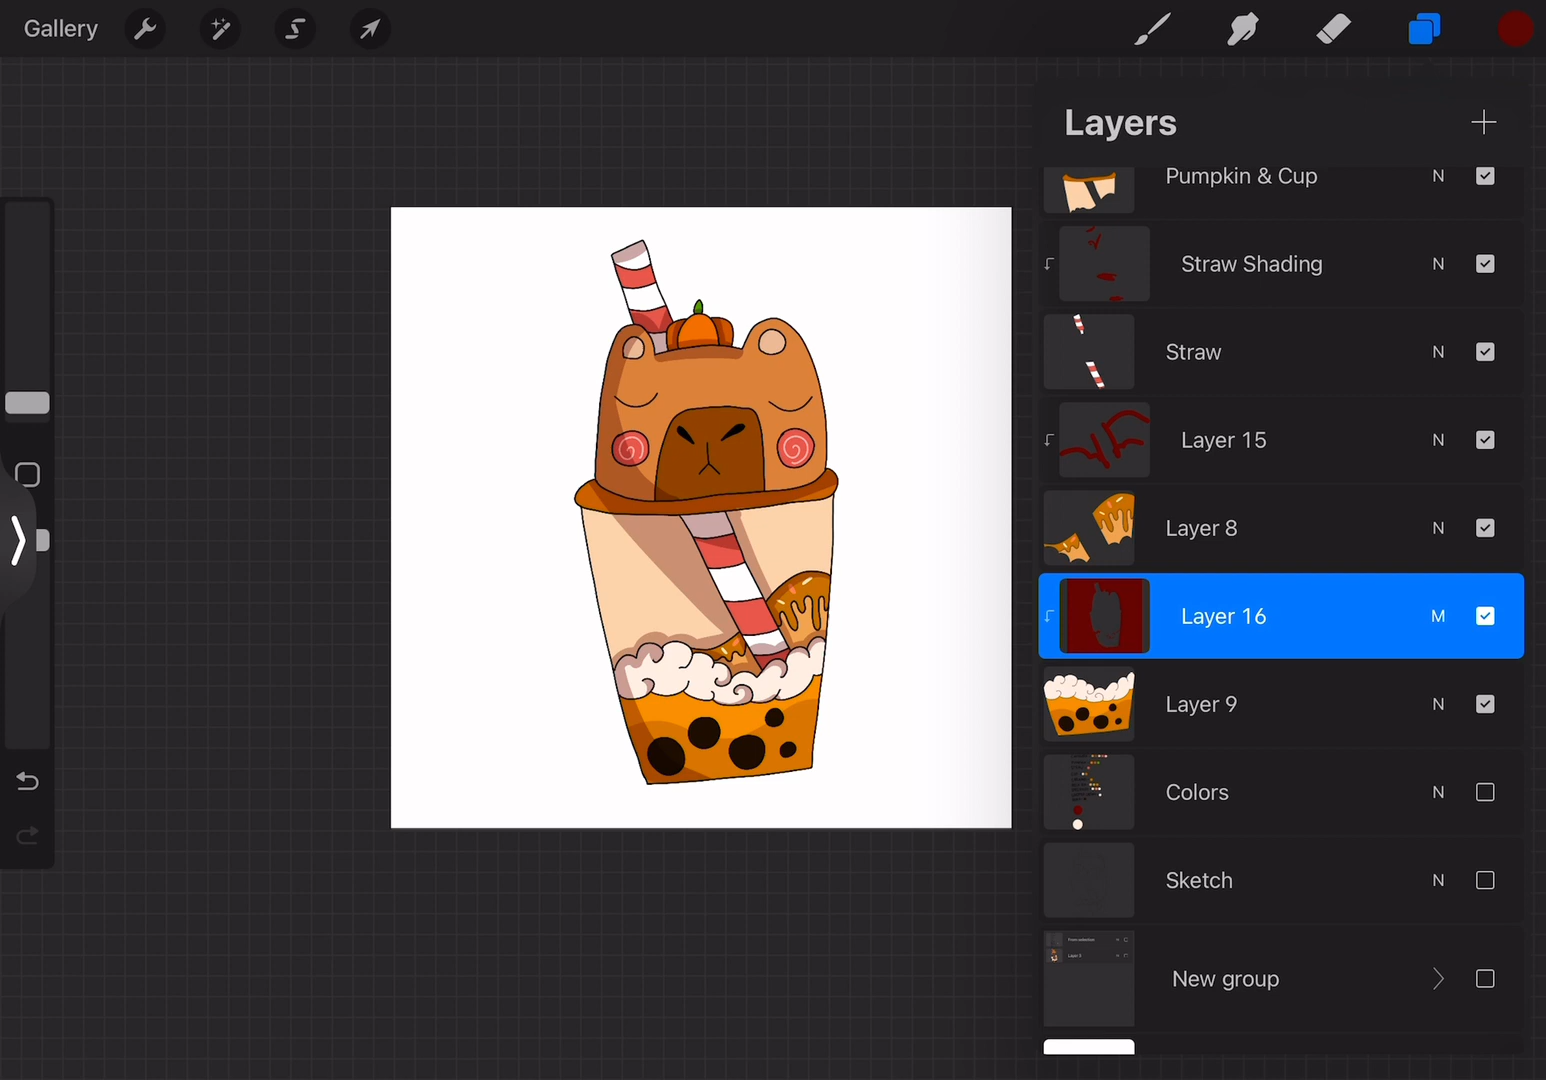 Gallery
Layers
Pumpkin & Cup N
Straw Shading N
Straw N
Layer 15 N
Layer 8 N
Layer 16 M
Layer 9 N
Colors N
Sketch N
New group